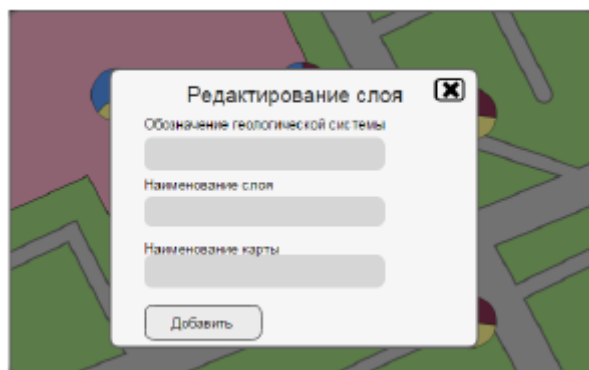 Редактирование слоя
Обозначение геологической системы
Наименование слоя
Наименование карты
Добавить